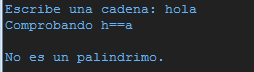 Escribe una cadena: hola
Comprobando h==a
No es un palindrimo.